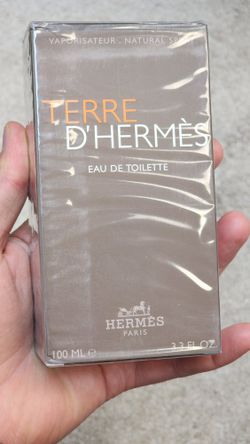 VAPORISATEUR . NATURAL SPRAY
TERRE
D'HERMÈS
EAU DE TOILETTE
HERMÈS
PARIS
100 ML ℮ 3.3 FL OZ